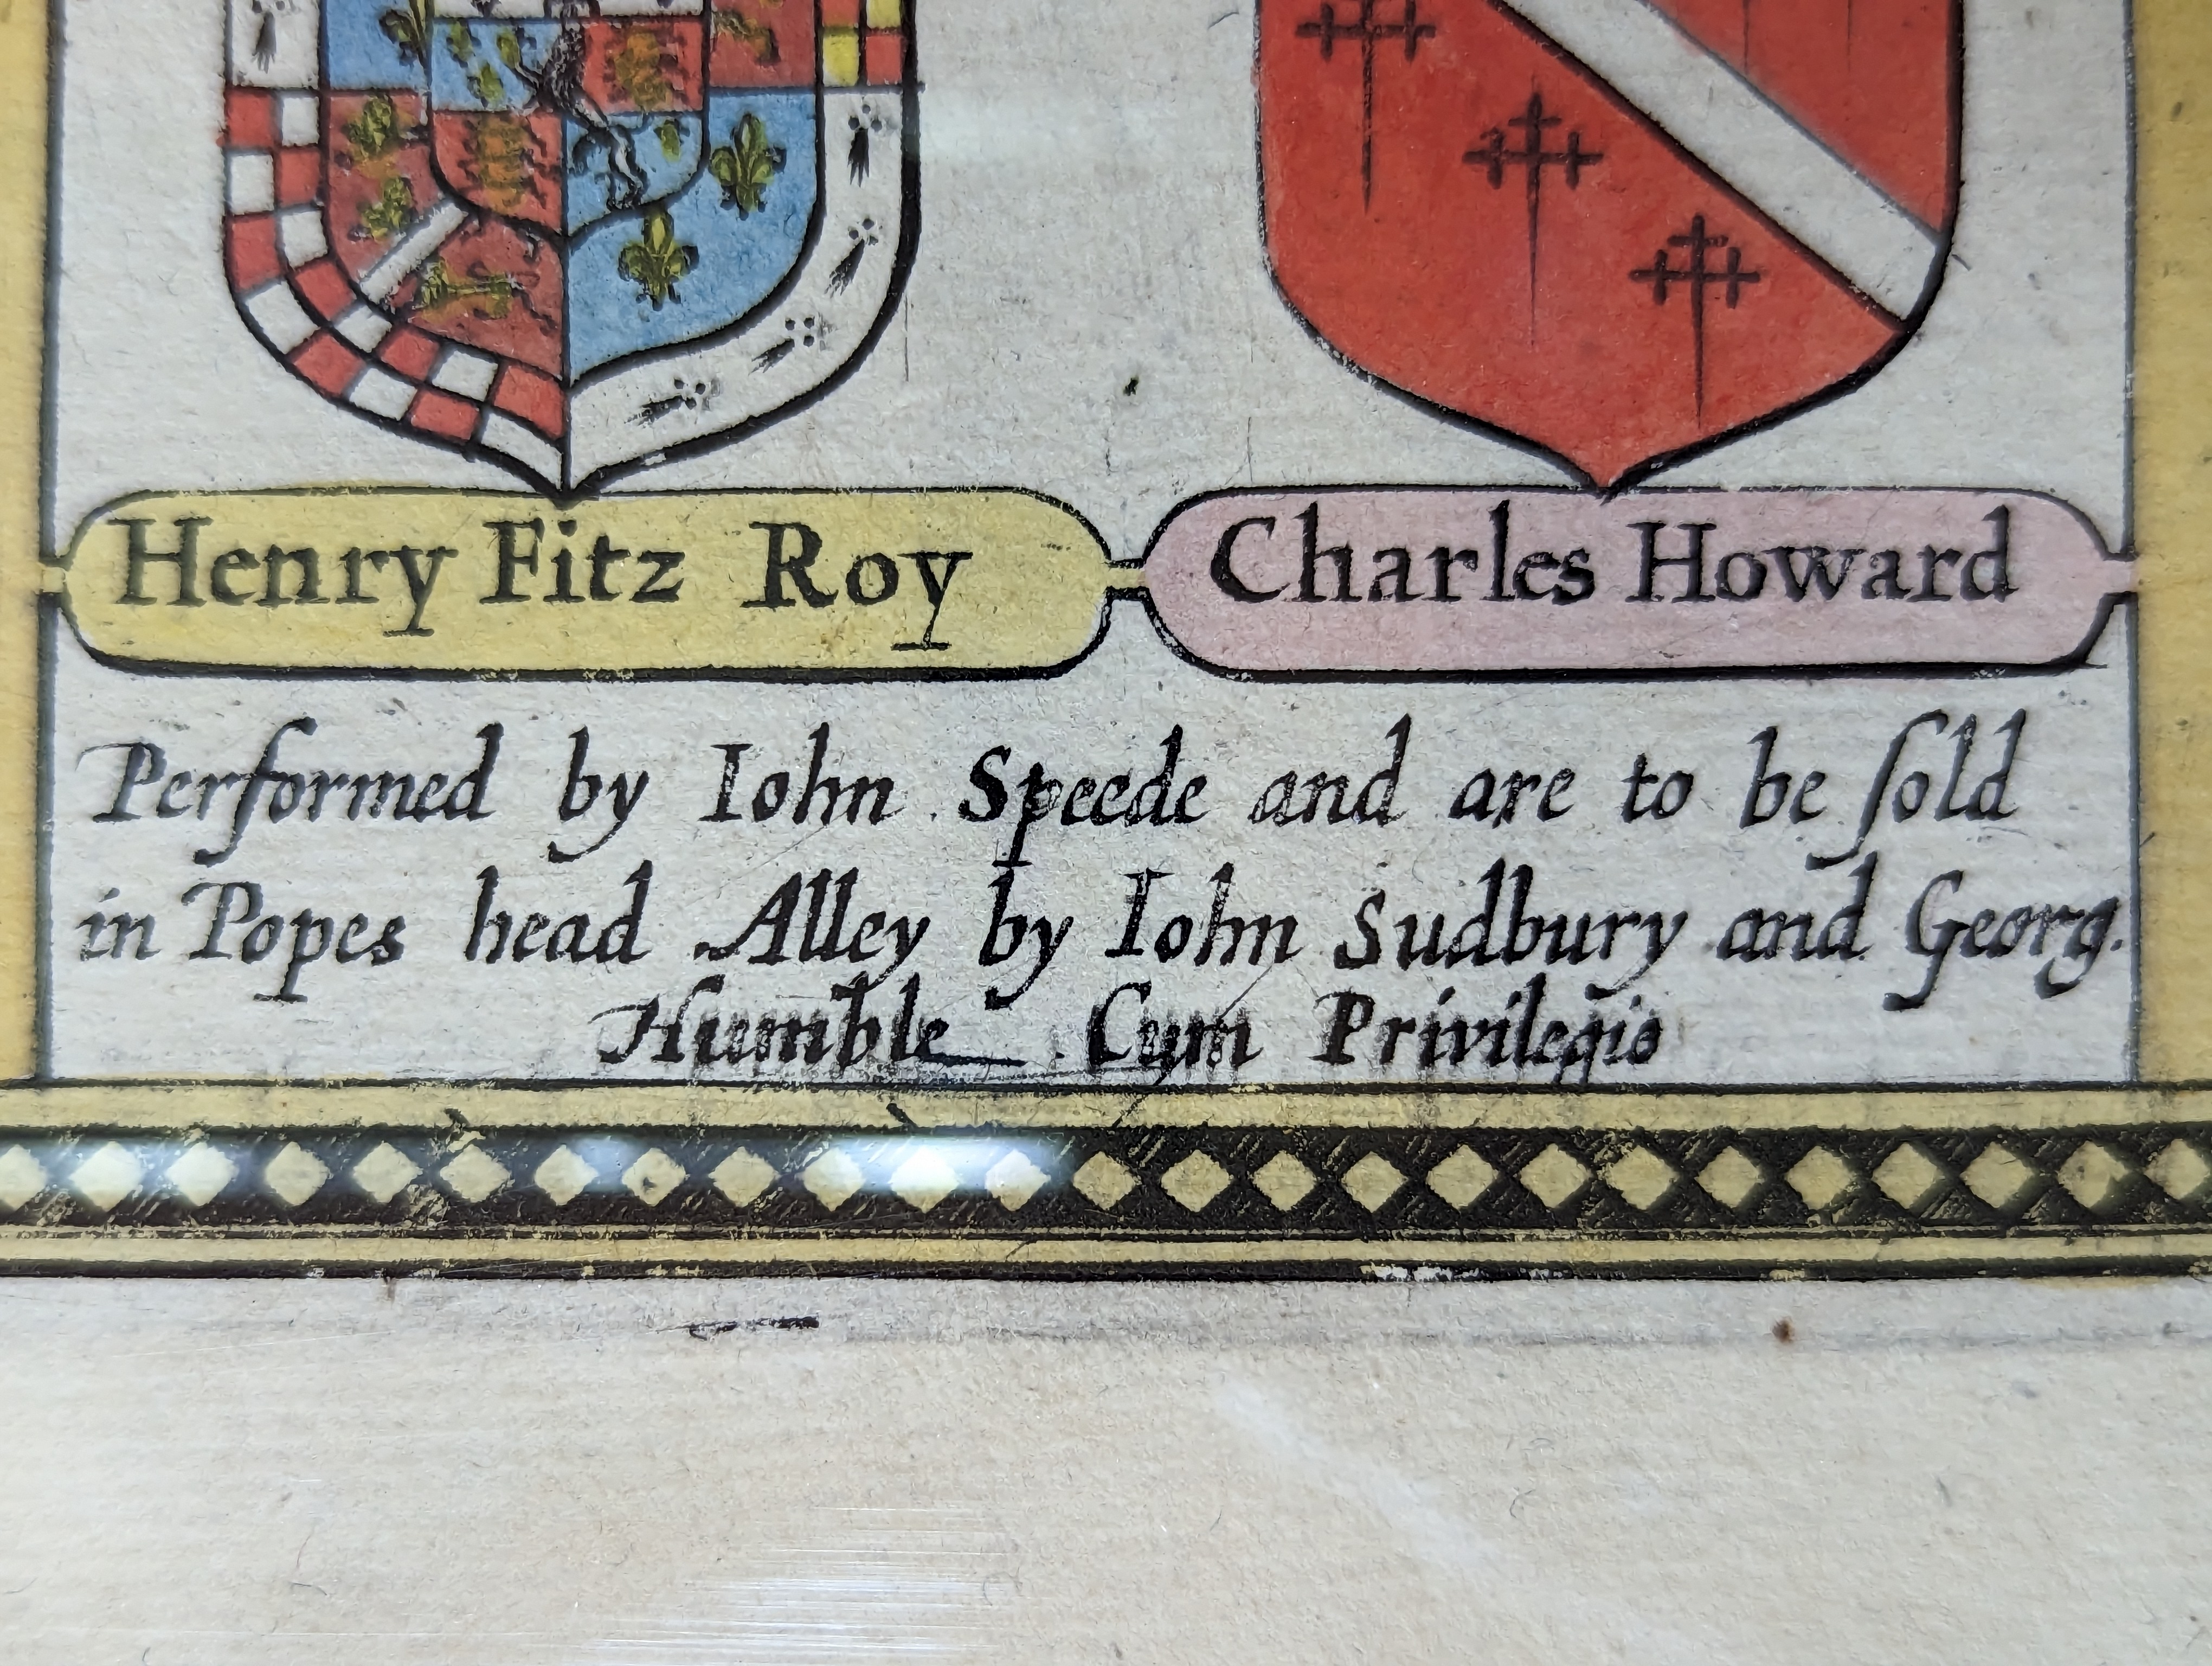 Henry Fitz Roy
Charles Howard
Performed by Iohn Speede and are to be ſold
in Popes head Alley by Iohn Sudbury and Georg.
Humble Cum Privilegio